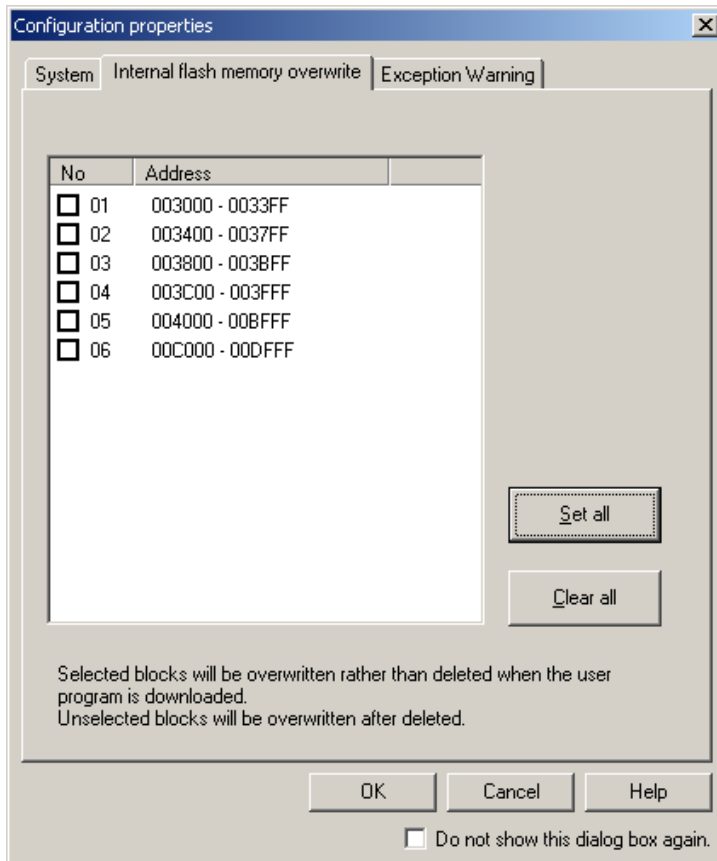 Configuration properties
System Internal flash memory overwrite Exception Warning
No Address
01 003000 - 0033FF
02 003400 - 0037FF
03 003800 - 003BFF
04 003C00 - 003FFF
05 004000 - 00BFFF
06 00C000 - 00DFFF
Set all
Clear all
Selected blocks will be overwritten rather than deleted when the user
program is downloaded.
Unselected blocks will be overwritten after deleted.
OK Cancel Help
Do not show this dialog box again.